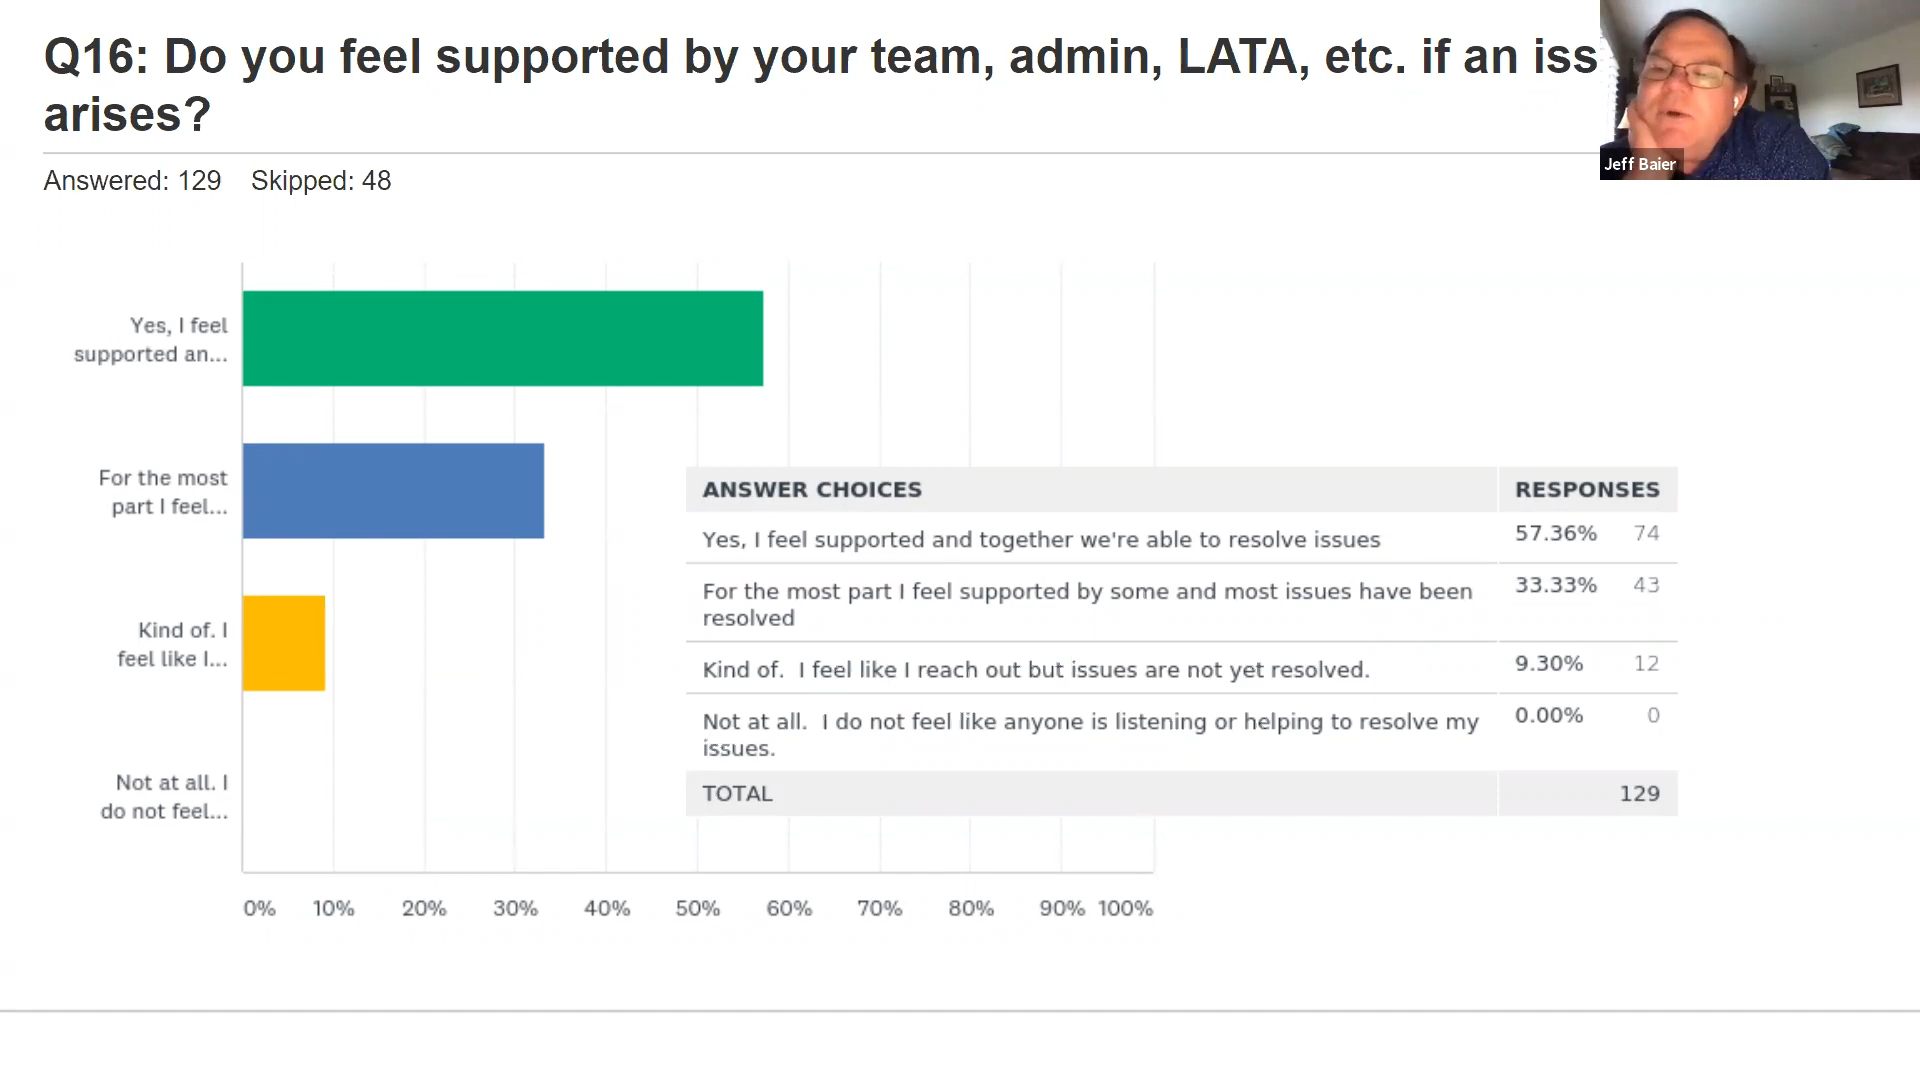 Q16: Do you feel supported by your team, admin, LATA, etc. if an iss
arises?
Jeff Baier
Answered: 129 Skipped: 48
Yes, I feel
supported an...
For the most
part I feel...
Kind of. I
feel like I...
Not at all. I
do not feel...
ANSWER CHOICES RESPONSES
Yes, I feel supported and together we're able to resolve issues 57.36% 74
For the most part I feel supported by some and most issues have been 33.33% 43
resolved
Kind of. I feel like I reach out but issues are not yet resolved. 9.30% 12
Not at all. I do not feel like anyone is listening or helping to resolve my 0.00% 0
issues.
TOTAL 129
0% 10% 20% 30% 40% 50% 60% 70% 80% 90% 100%